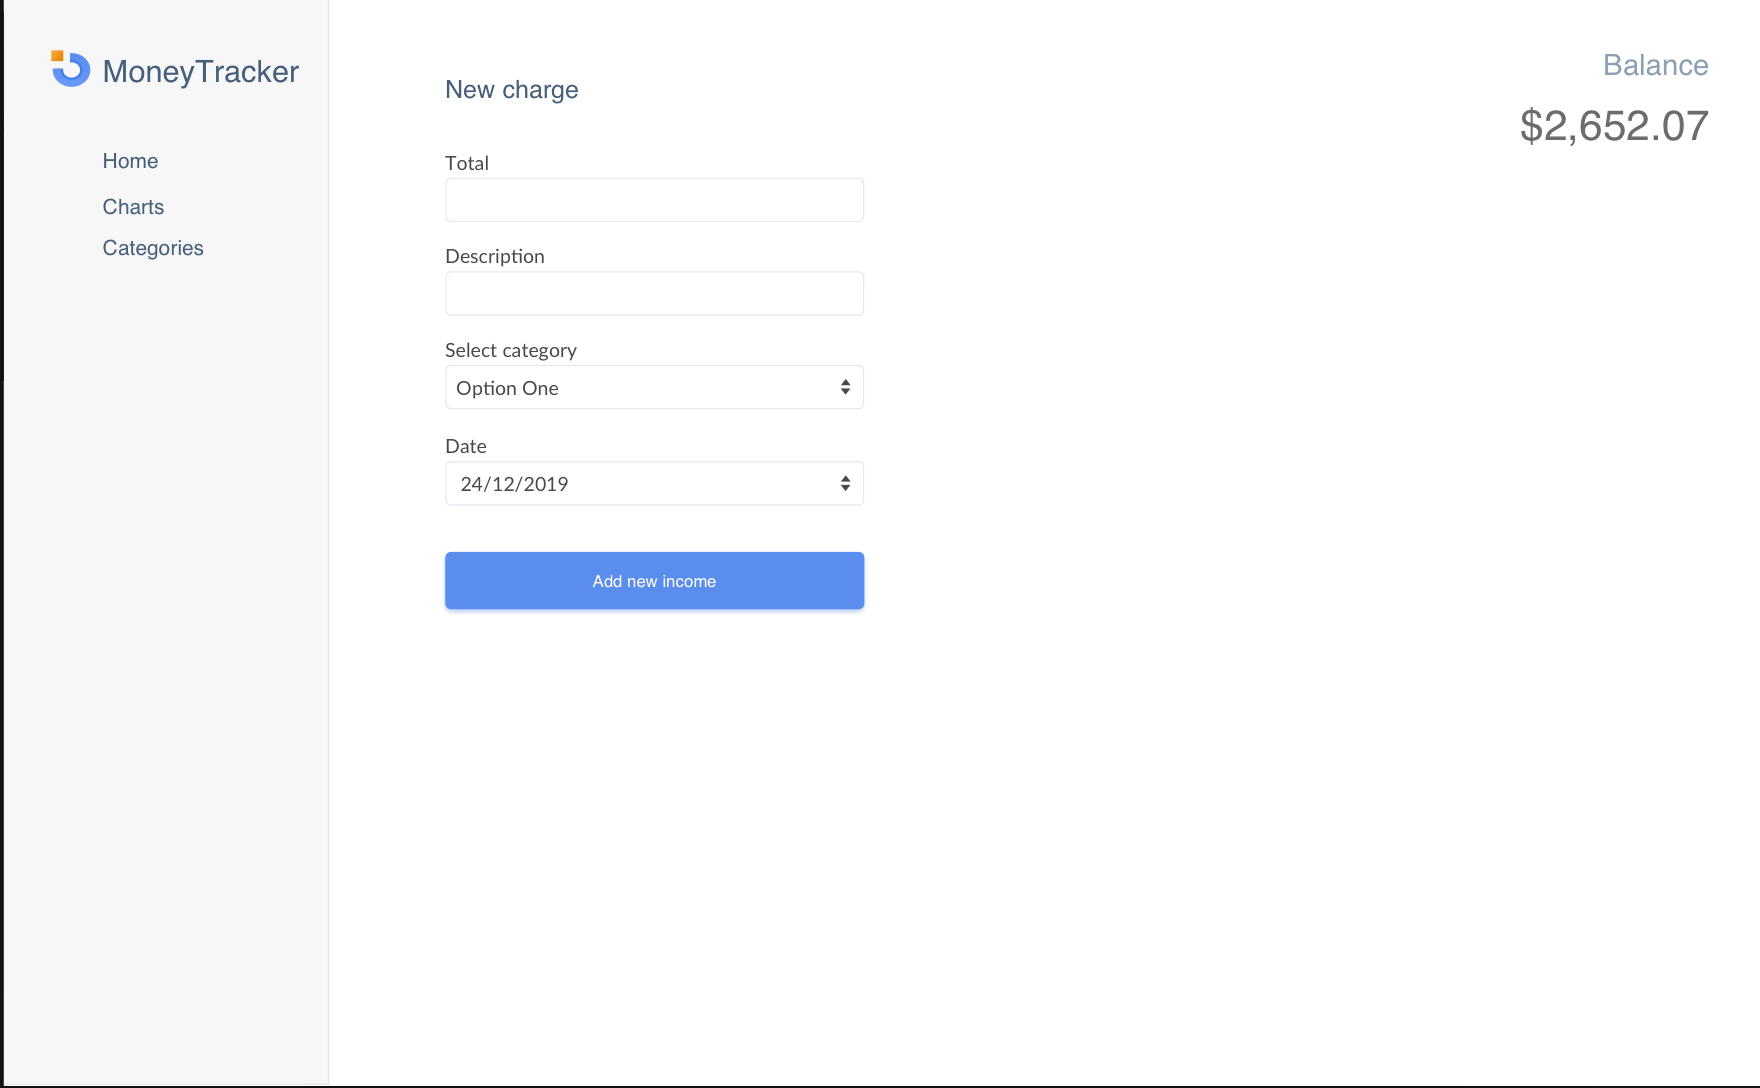 MoneyTracker
Home
Charts
Categories
New charge
Total
Description
Select category
Option One
Date
24/12/2019
Add new income
Balance
$2,652.07